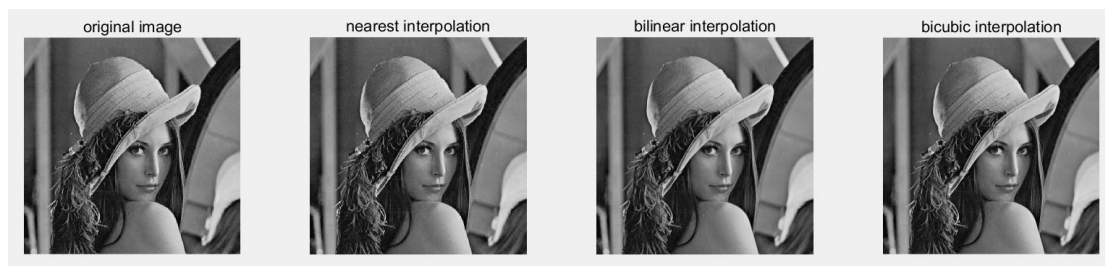 original image
nearest interpolation
bilinear interpolation
bicubic interpolation